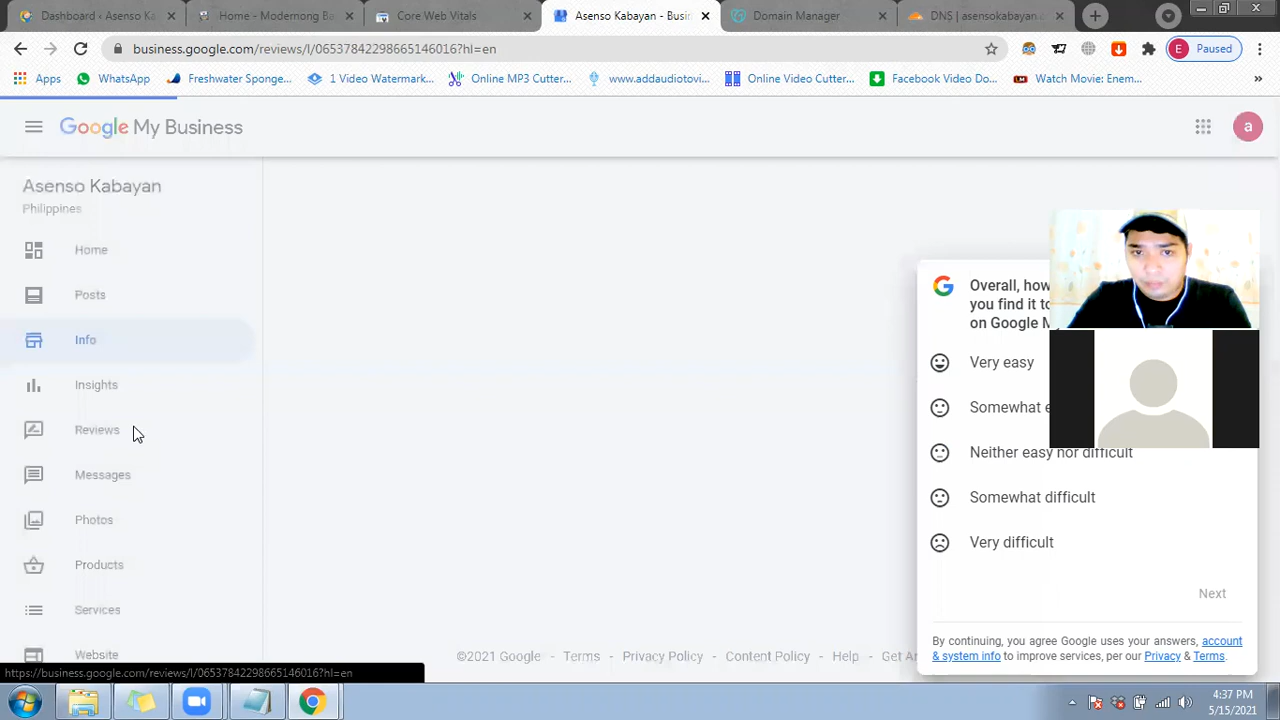 Dashboard ‹ Asenso Ka
Home - Modernong Ba
Core Web Vitals
Asenso Kabayan - Busin
Domain Manager
DNS | asensokabayan.c
business.google.com/reviews/l/06537842298665146016?hl=en
E Paused
Apps
WhatsApp
Freshwater Sponge...
1 Video Watermark...
Online MP3 Cutter...
www.addaudiotovi...
Online Video Cutter...
Facebook Video Do...
LM Watch Movie: Enem...
»
Google My Business
a
Asenso Kabayan
Philippines
Home
Posts
Info
Insights
Reviews
Messages
Photos
Products
Services
Website
G Overall, how
you find it to
on Google M
Very easy
Somewhat e
Neither easy nor difficult
Somewhat difficult
Very difficult
Next
By continuing, you agree Google uses your answers, account
& system info to improve services, per our Privacy & Terms.
©2021 Google Terms Privacy Policy Content Policy Help Get An
https://business.google.com/reviews/l/06537842298665146016?hl=en
4:37 PM
5/15/2021